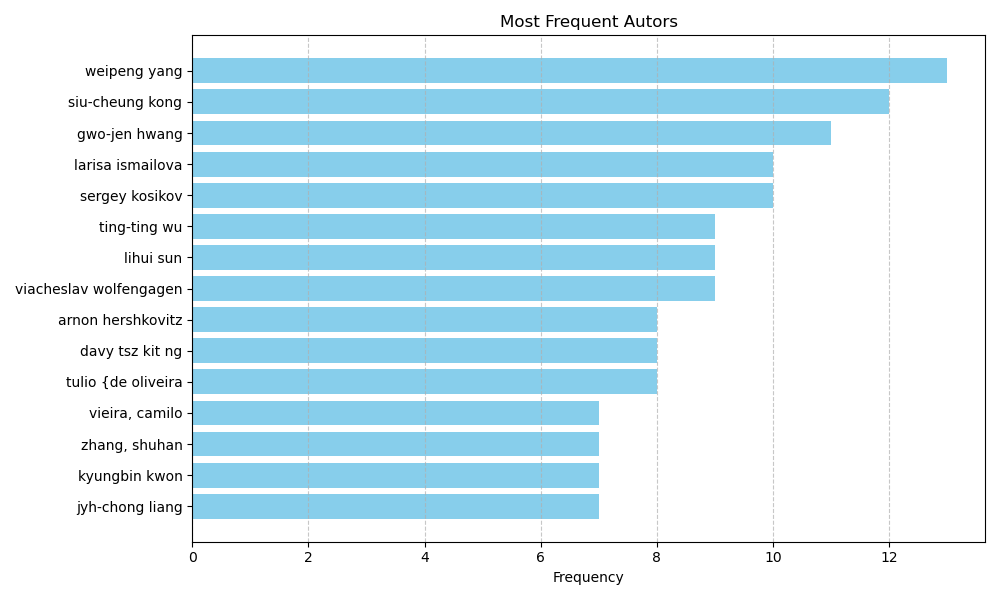 Most Frequent Autors
weipeng yang
siu-cheung kong
gwo-jen hwang
larisa ismailova
sergey kosikov
ting-ting wu
lihui sun
viacheslav wolfengagen
arnon hershkovitz
davy tsz kit ng
tulio {de oliveira
vieira, camilo
zhang, shuhan
kyungbin kwon
jyh-chong liang
0 2 4 6 8 10 12
Frequency